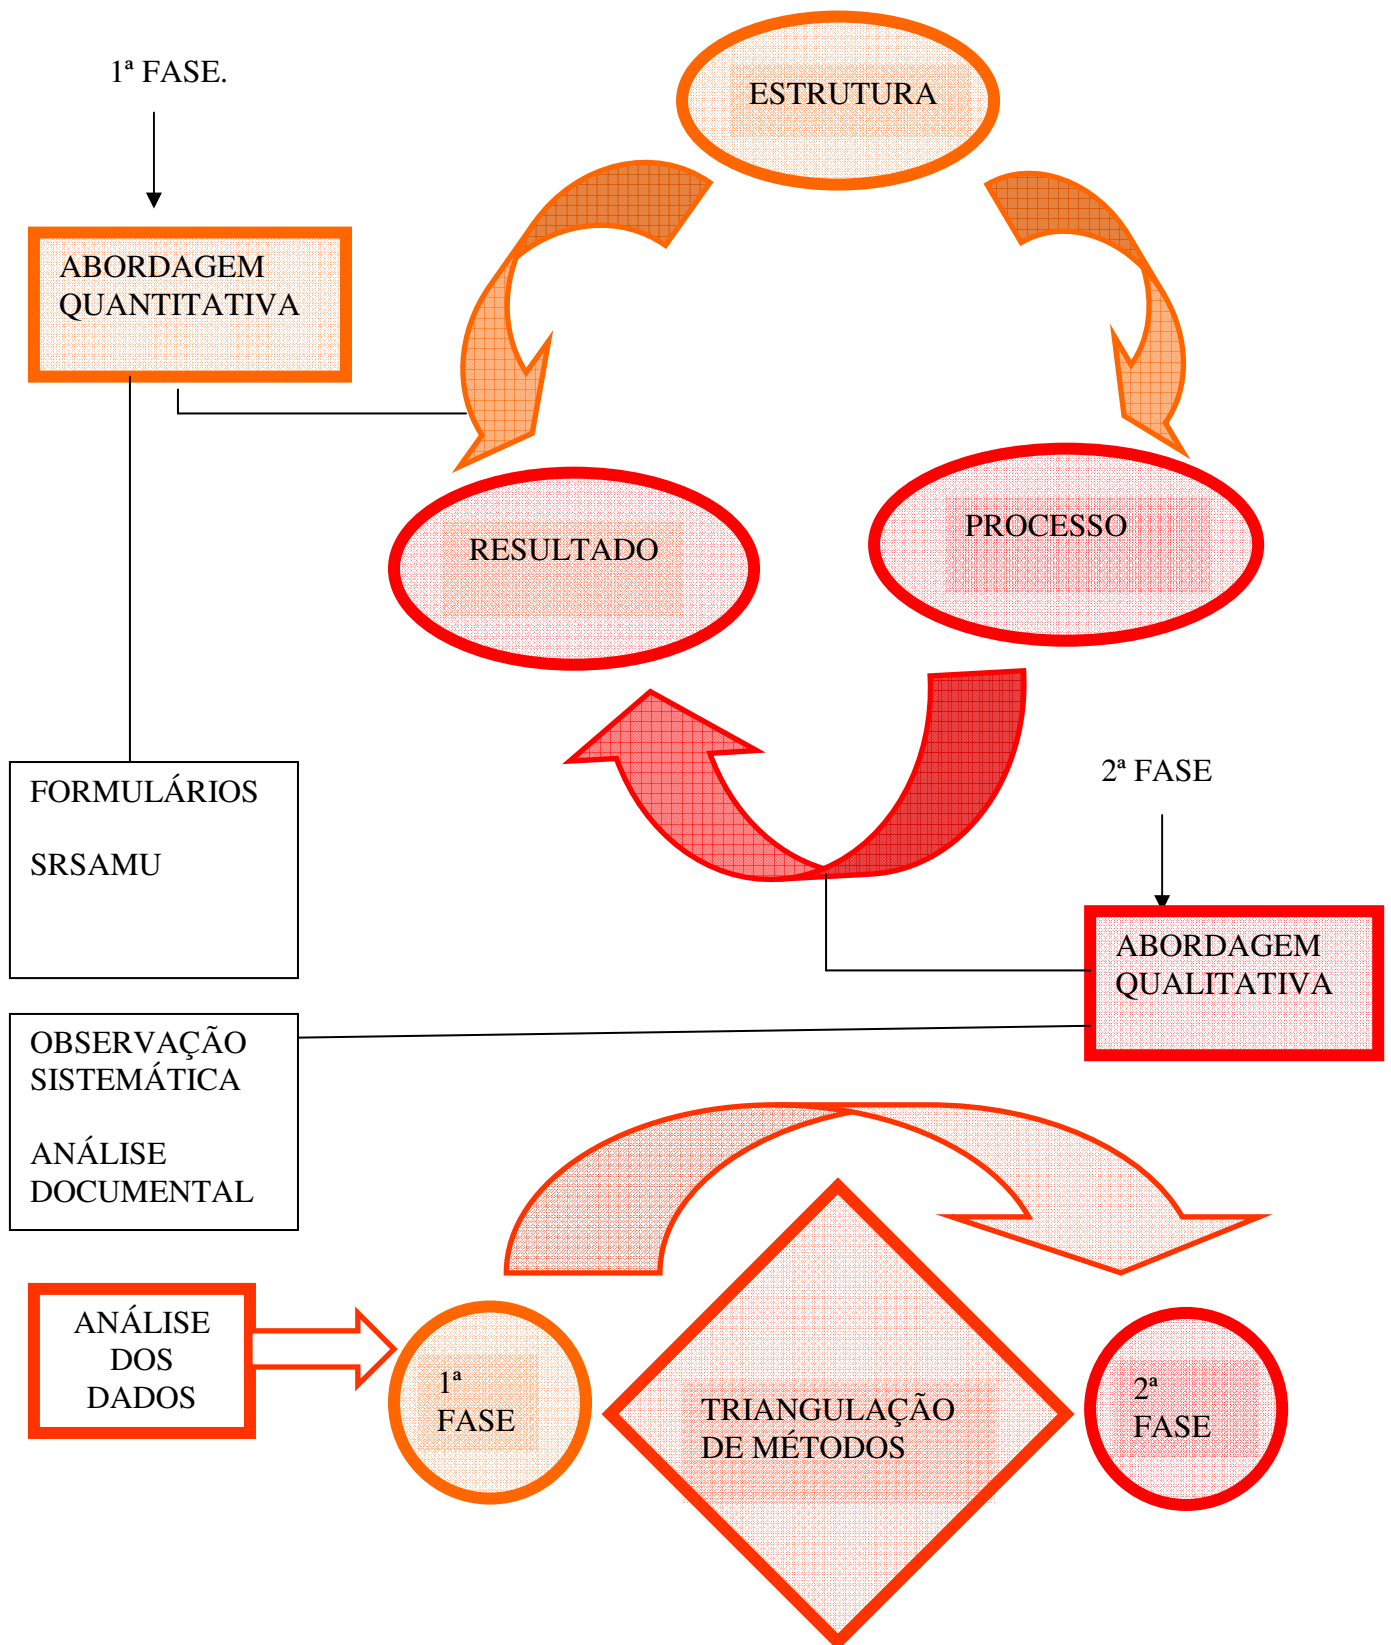 1ª FASE.
ESTRUTURA
ABORDAGEM
QUANTITATIVA
RESULTADO
PROCESSO
FORMULÁRIOS
SRSAMU
2ª FASE
ABORDAGEM
QUALITATIVA
OBSERVAÇÃO
SISTEMÁTICA
ANÁLISE
DOCUMENTAL
ANÁLISE
DOS
DADOS
1ª
FASE
TRIANGULAÇÃO
DE MÉTODOS
2ª
FASE